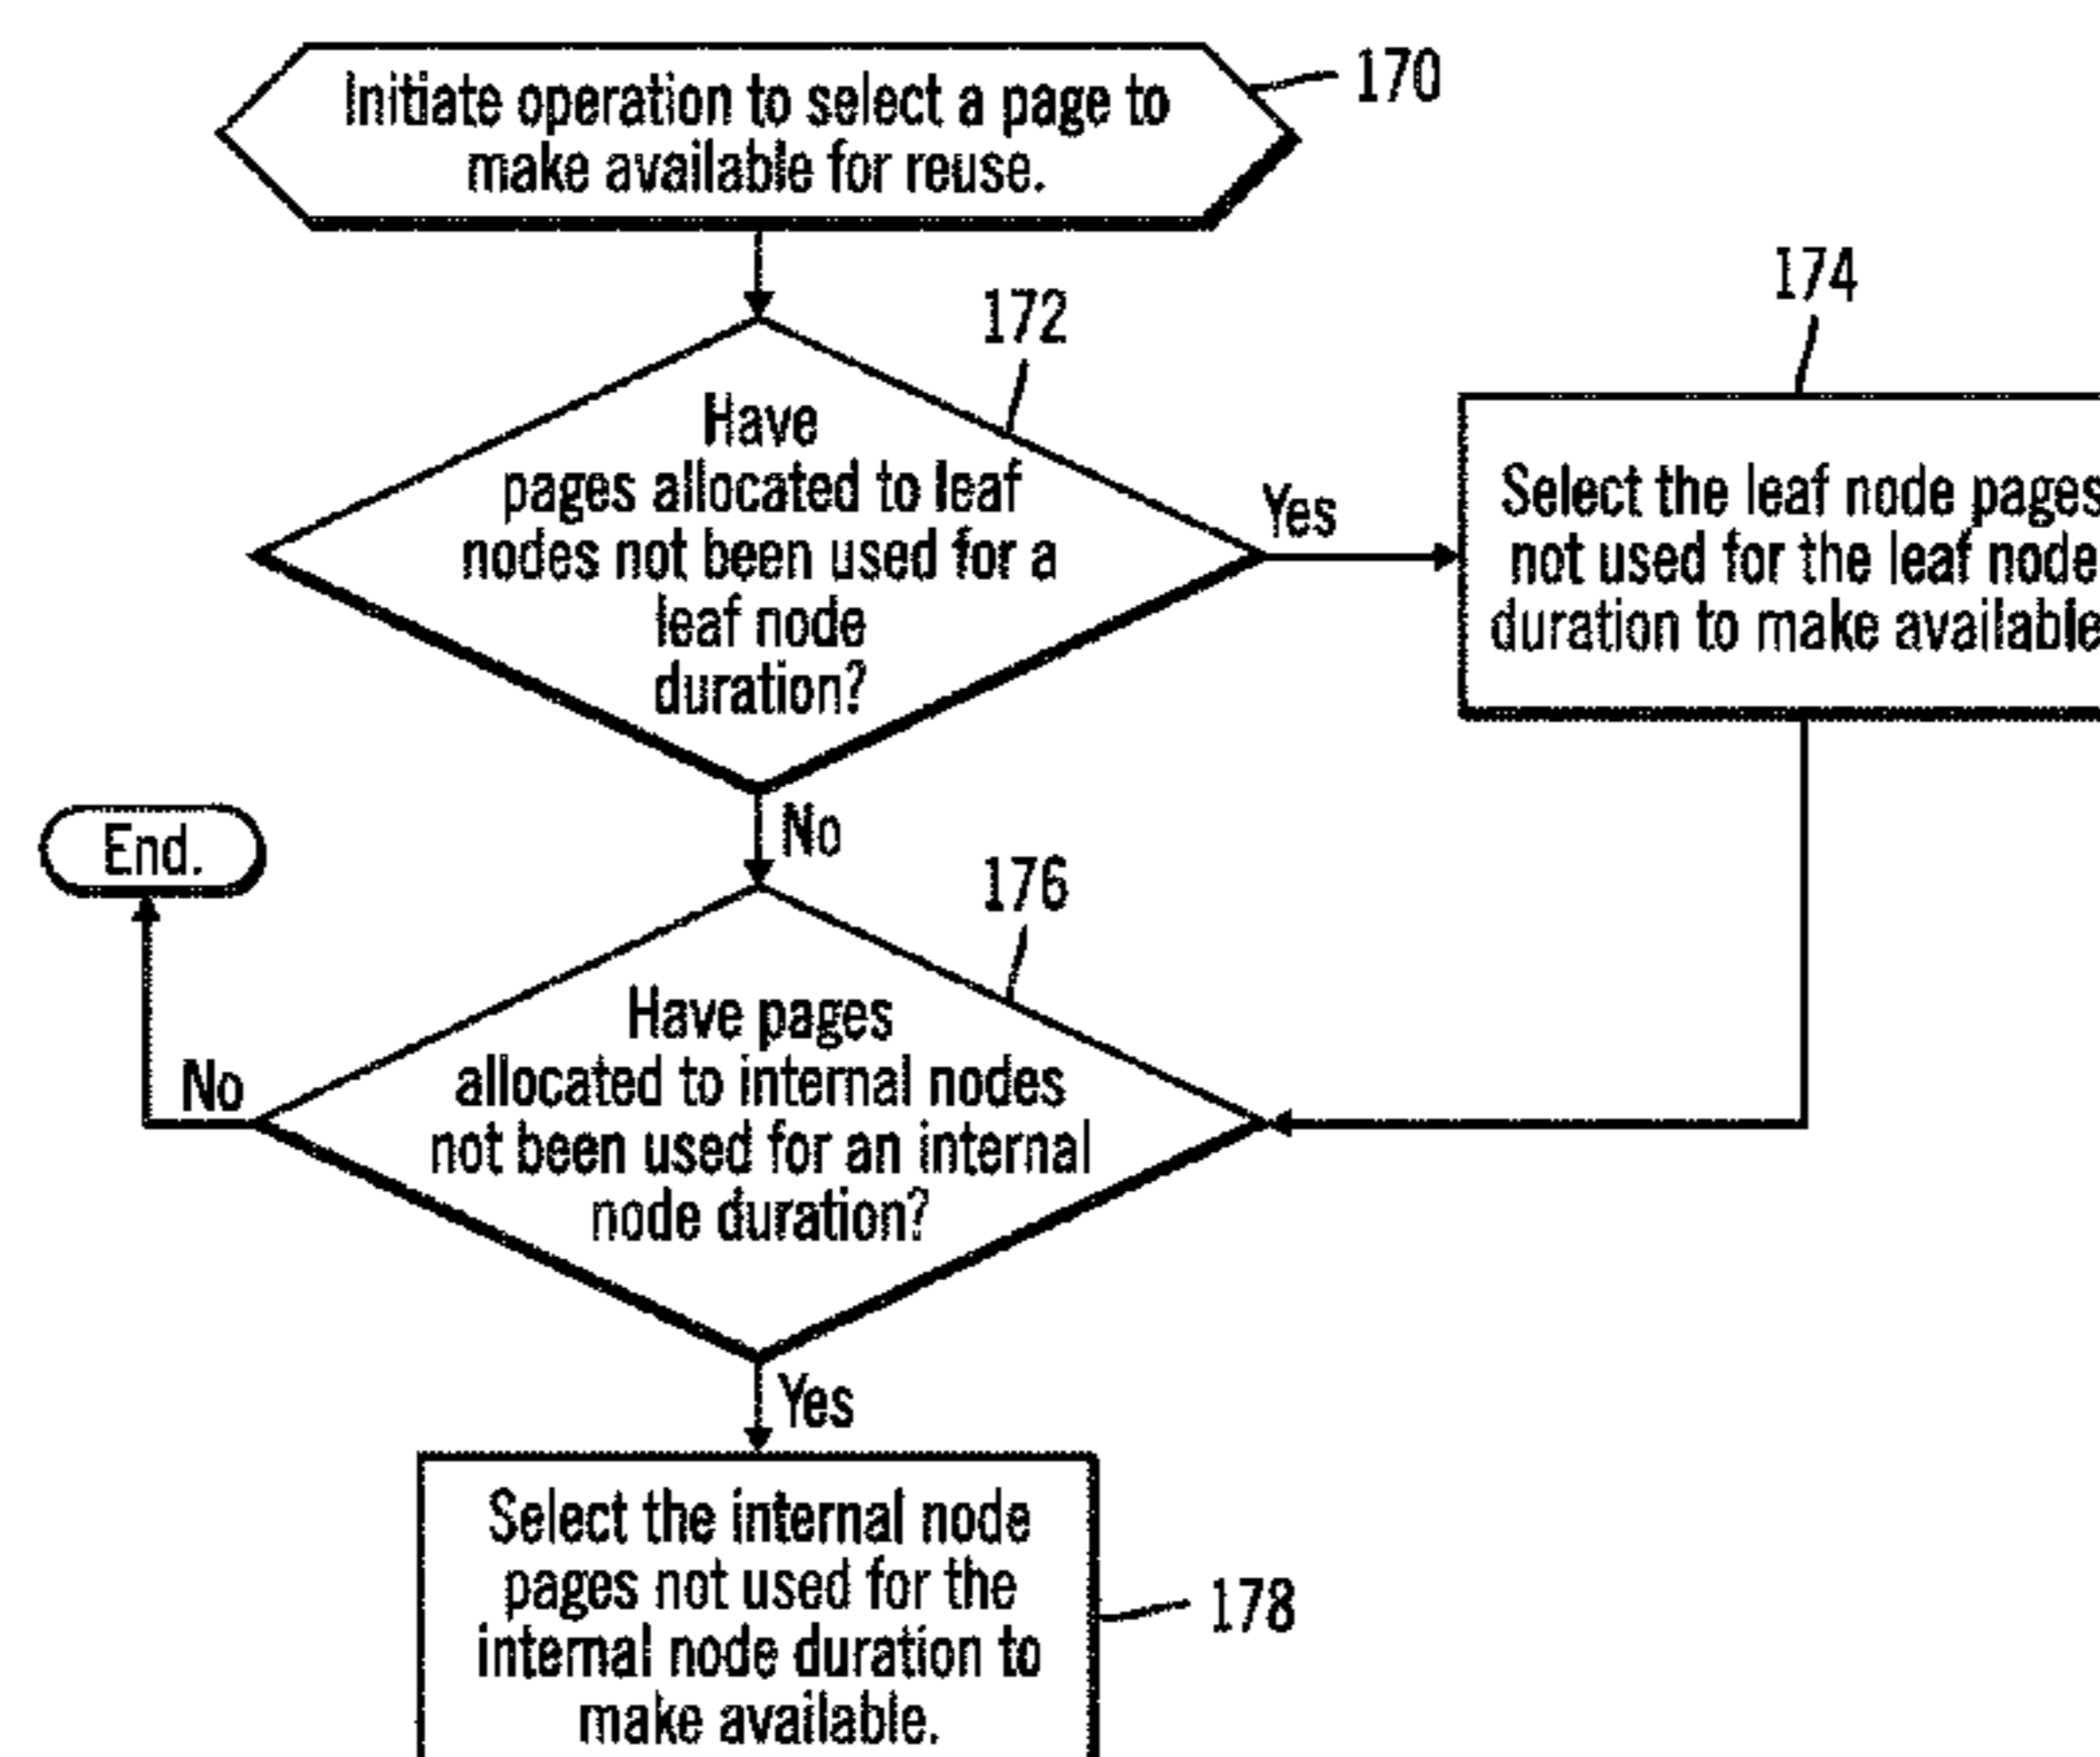 Initiate operation to select a page to
make available for reuse.
170
172
Have
pages allocated to leaf
nodes not been used for a
leaf node
duration?
Yes
174
Select the leaf node pages
not used for the leaf node
duration to make available
No
End.
176
Have pages
allocated to internal nodes
not been used for an internal
node duration?
No
Yes
Select the internal node
pages not used for the
internal node duration to
make available.
178